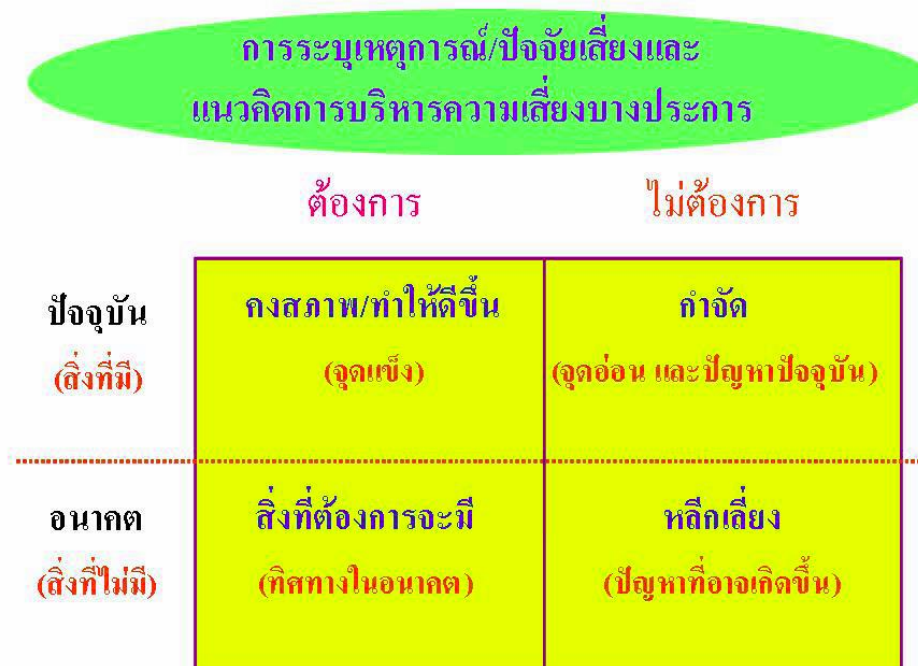 การระบุเหตุการณ์/ปัจจัยเสี่ยงและ
แนวคิดการบริหารความเสี่ยงบางประการ
ต้องการ ไม่ต้องการ
ปัจจุบัน คงสภาพ/ทำให้ดีขึ้น กำจัด
(สิ่งที่มี) (จุดแข็ง) (จุดอ่อน และปัญหาปัจจุบัน)
อนาคต สิ่งที่ต้องการจะมี หลีกเลี่ยง
(สิ่งที่ไม่มี) (ทิศทางในอนาคต) (ปัญหาที่อาจเกิดขึ้น)